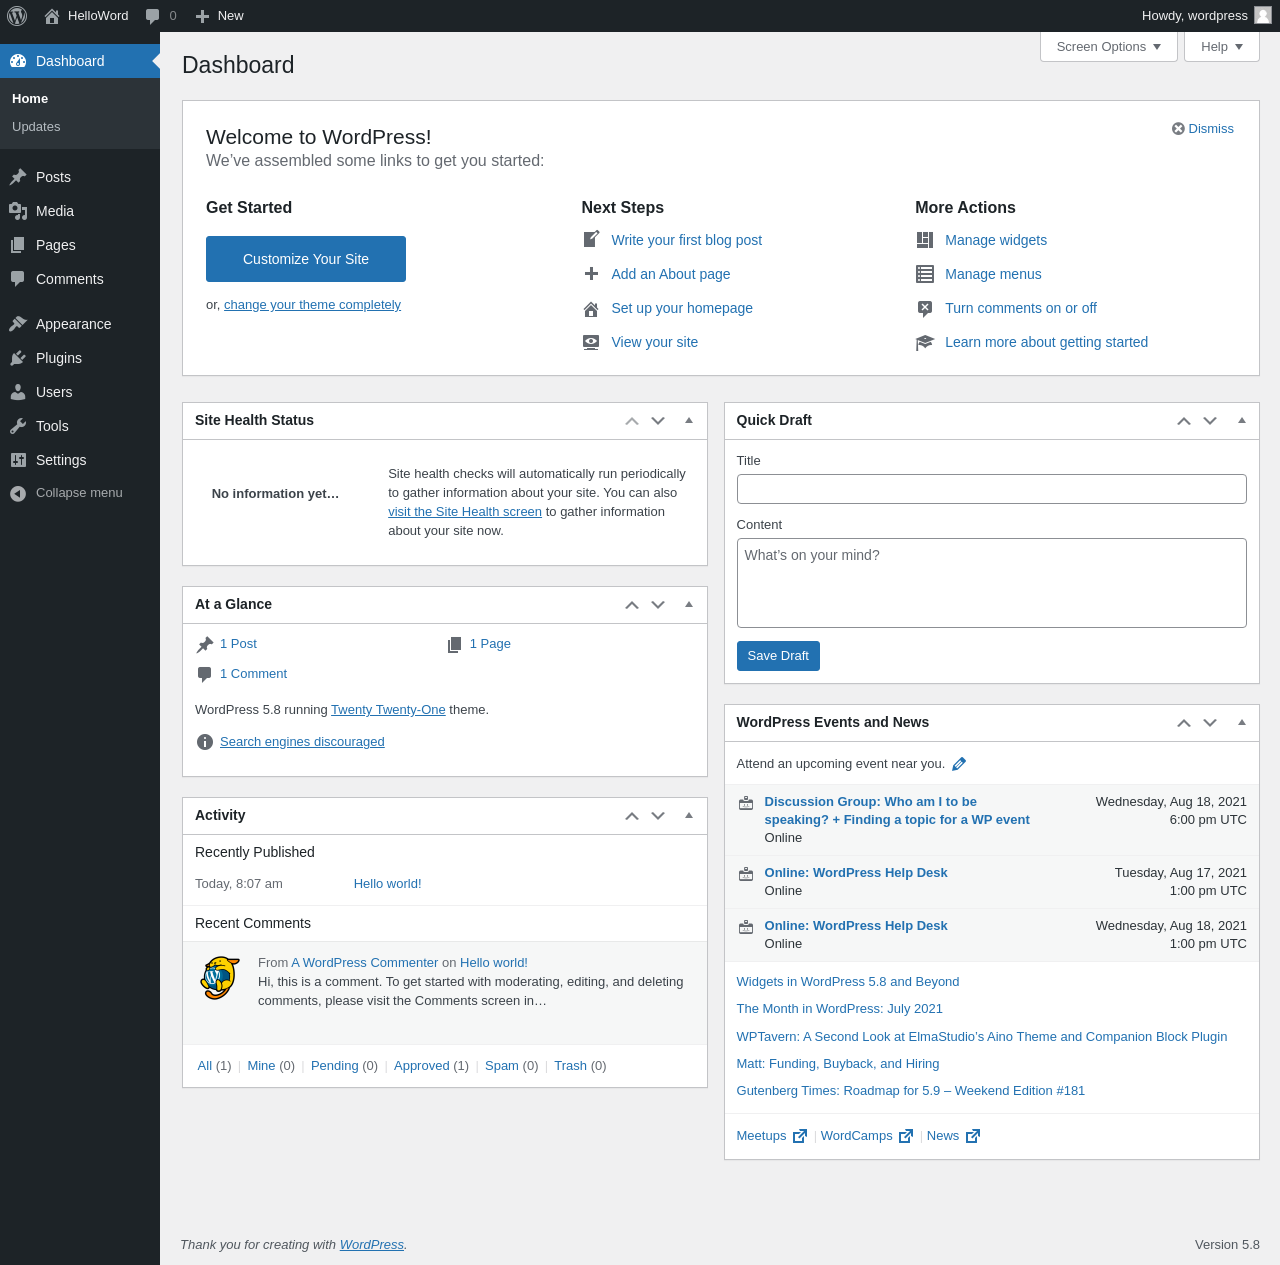 HelloWord
0
New
Howdy, wordpress
Dashboard
Home
Updates
Posts
Media
Pages
Comments
Appearance
Plugins
Users
Tools
Settings
Collapse menu
Screen Options
Help
Dashboard
Welcome to WordPress!
Dismiss
We’ve assembled some links to get you started:
Get Started
Customize Your Site
or, change your theme completely
Next Steps
Write your first blog post
Add an About page
Set up your homepage
View your site
More Actions
Manage widgets
Manage menus
Turn comments on or off
Learn more about getting started
Site Health Status
No information yet…
Site health checks will automatically run periodically
to gather information about your site. You can also
visit the Site Health screen to gather information
about your site now.
At a Glance
1 Post
1 Page
1 Comment
WordPress 5.8 running Twenty Twenty-One theme.
Search engines discouraged
Activity
Recently Published
Today, 8:07 am
Hello world!
Recent Comments
From A WordPress Commenter on Hello world!
Hi, this is a comment. To get started with moderating, editing, and deleting
comments, please visit the Comments screen in…
All (1) | Mine (0) | Pending (0) | Approved (1) | Spam (0) | Trash (0)
Quick Draft
Title
Content
What’s on your mind?
Save Draft
WordPress Events and News
Attend an upcoming event near you.
Discussion Group: Who am I to be
speaking? + Finding a topic for a WP event
Online
Wednesday, Aug 18, 2021
6:00 pm UTC
Online: WordPress Help Desk
Online
Tuesday, Aug 17, 2021
1:00 pm UTC
Online: WordPress Help Desk
Online
Wednesday, Aug 18, 2021
1:00 pm UTC
Widgets in WordPress 5.8 and Beyond
The Month in WordPress: July 2021
WPTavern: A Second Look at ElmaStudio’s Aino Theme and Companion Block Plugin
Matt: Funding, Buyback, and Hiring
Gutenberg Times: Roadmap for 5.9 – Weekend Edition #181
Meetups | WordCamps | News
Thank you for creating with WordPress.
Version 5.8